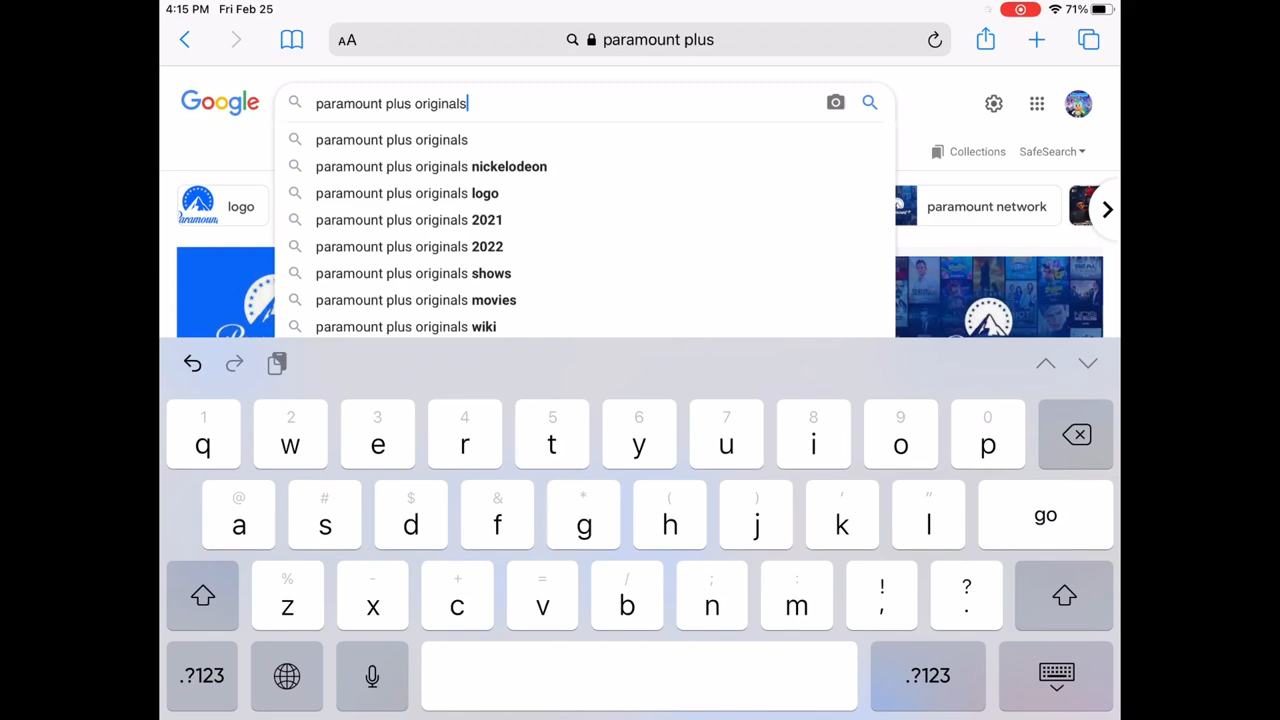 4:15 PM Fri Feb 25
71%
AA
paramount plus
Google
paramount plus originals
Collections
SafeSearch
paramount plus originals
paramount plus originals nickelodeon
paramount plus originals logo
paramount plus originals 2021
paramount plus originals 2022
paramount plus originals shows
paramount plus originals movies
paramount plus originals wiki
Paramount
logo
paramount network
1 2 3 4 5 6 7 8 9 0
q w e r t y u i o p
@ # $ & * ( ) ' "
a s d f g h j k l go
% - + = / ; : ! ?
z x c v b n m , .
.?123 .?123